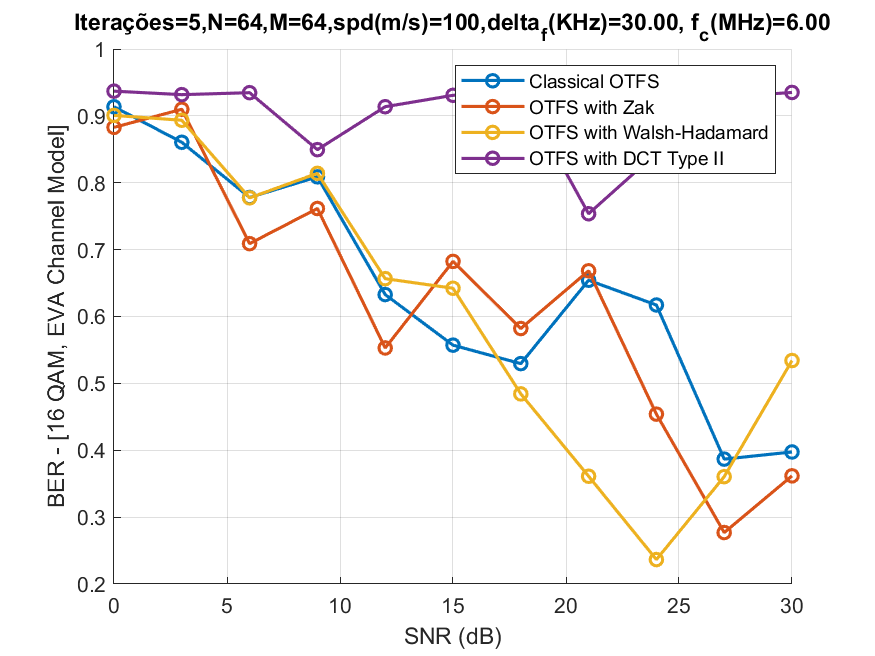 Iterações=5,N=64,M=64,spd(m/s)=100,delta_f(KHz)=30.00, f_c(MHz)=6.00
1
0.9
0.8
0.7
0.6
0.5
0.4
0.3
0.2
BER - [16 QAM, EVA Channel Model]
Classical OTFS
OTFS with Zak
OTFS with Walsh-Hadamard
OTFS with DCT Type II
0 5 10 15 20 25 30
SNR (dB)